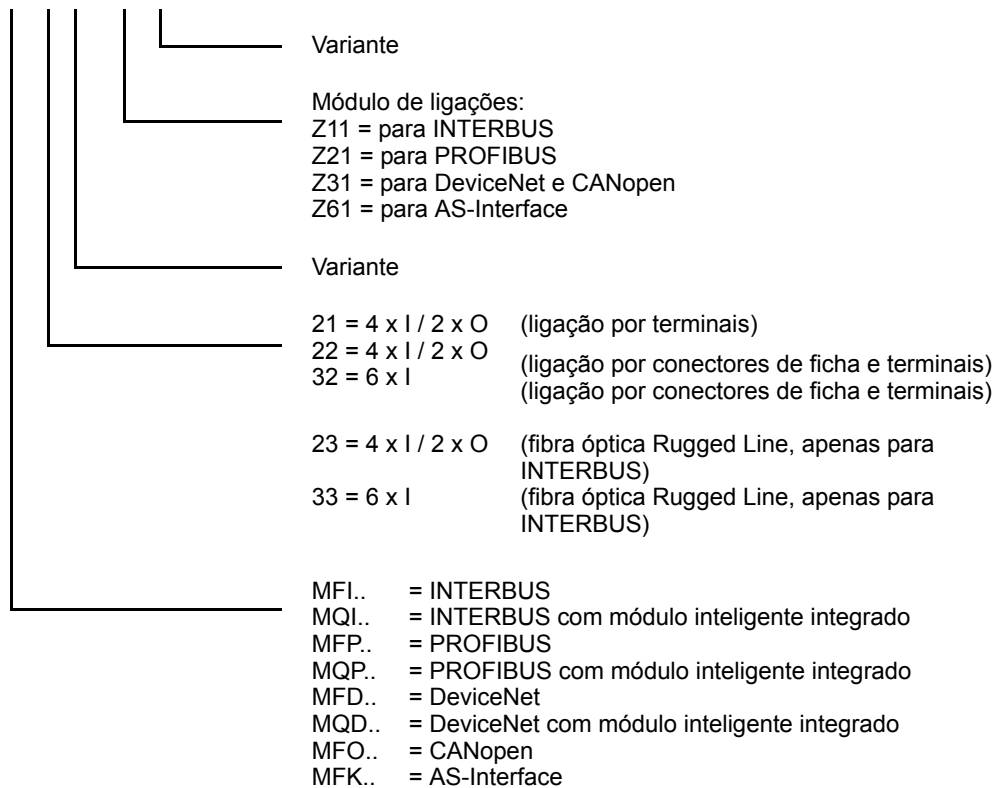 Variante
Módulo de ligações:
Z11 = para INTERBUS
Z21 = para PROFIBUS
Z31 = para DeviceNet e CANopen
Z61 = para AS-Interface
Variante
21 = 4 x I / 2 x O (ligação por terminais)
22 = 4 x I / 2 x O (ligação por conectores de ficha e terminais)
32 = 6 x I (ligação por conectores de ficha e terminais)
23 = 4 x I / 2 x O (fibra óptica Rugged Line, apenas para
INTERBUS)
33 = 6 x I (fibra óptica Rugged Line, apenas para
INTERBUS)
MFI.. = INTERBUS
MQI.. = INTERBUS com módulo inteligente integrado
MFP.. = PROFIBUS
MQP.. = PROFIBUS com módulo inteligente integrado
MFD.. = DeviceNet
MQD.. = DeviceNet com módulo inteligente integrado
MFO.. = CANopen
MFK.. = AS-Interface